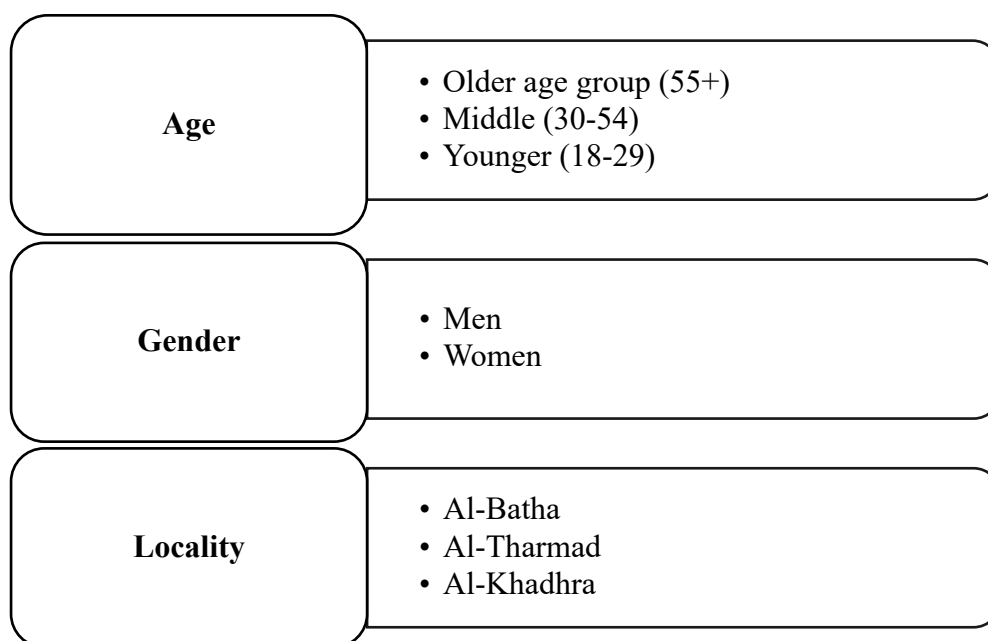 Age
• Older age group (55+)
• Middle (30-54)
• Younger (18-29)
Gender
• Men
• Women
Locality
• Al-Batha
• Al-Tharmad
• Al-Khadhra